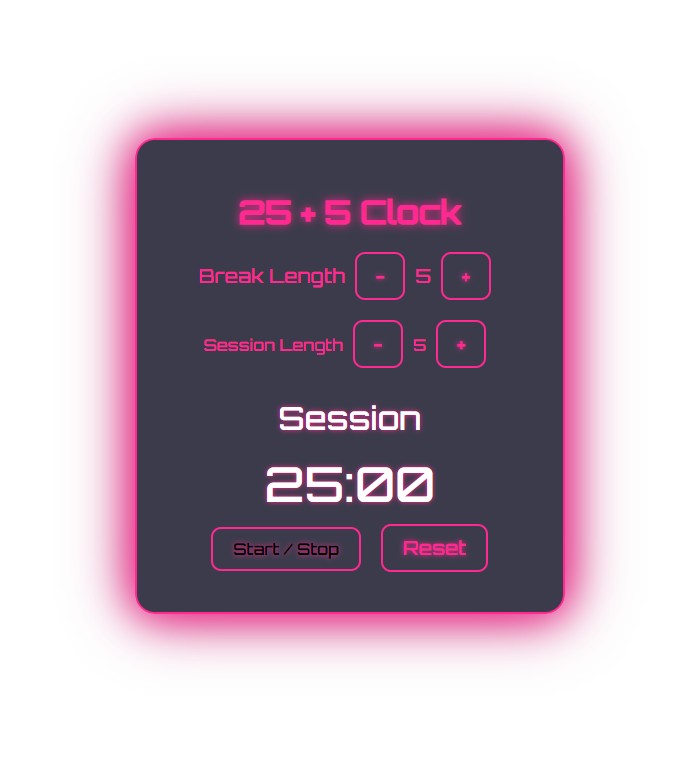 25 + 5 Clock
Break Length - 5 +
Session Length - 5 +
Session
25:00
Start / Stop Reset